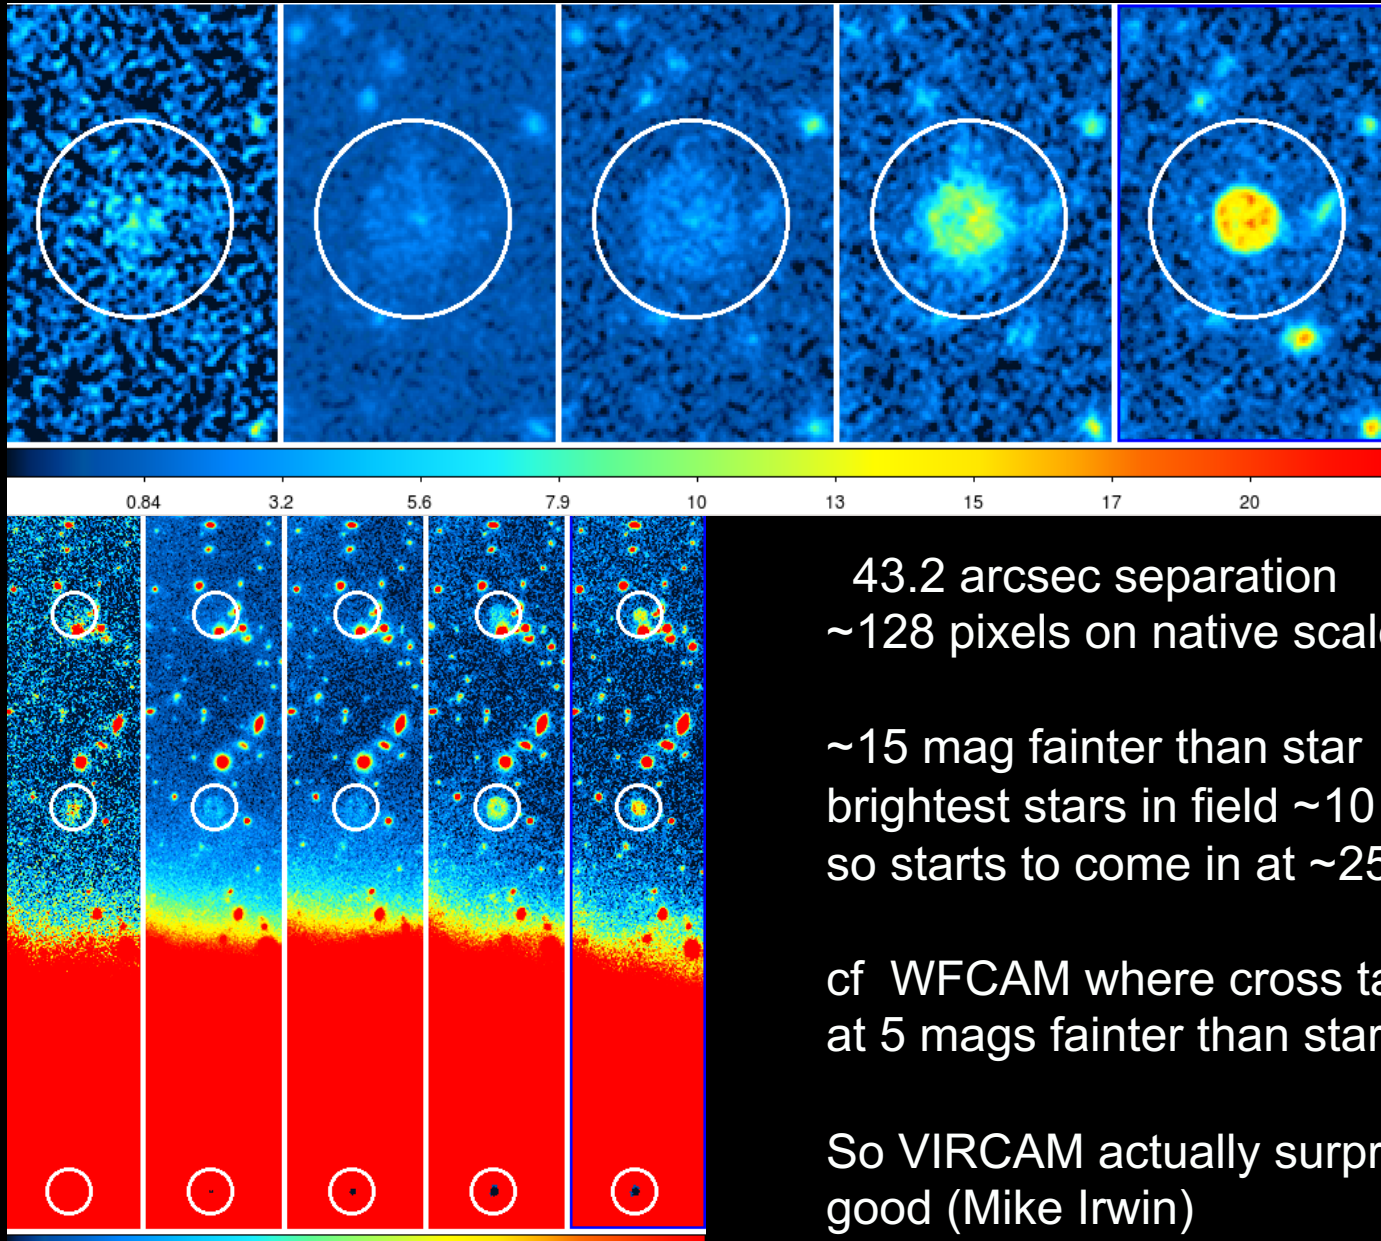 0.84 3.2 5.6 7.9 10 13 15 17 20
43.2 arcsec separation
~128 pixels on native
~15 mag fainter than star
brightest stars in field ~10
so starts to come in at ~25
cf WFCAM where cross
at 5 mags fainter than star
So VIRCAM actually
good (Mike Irwin)